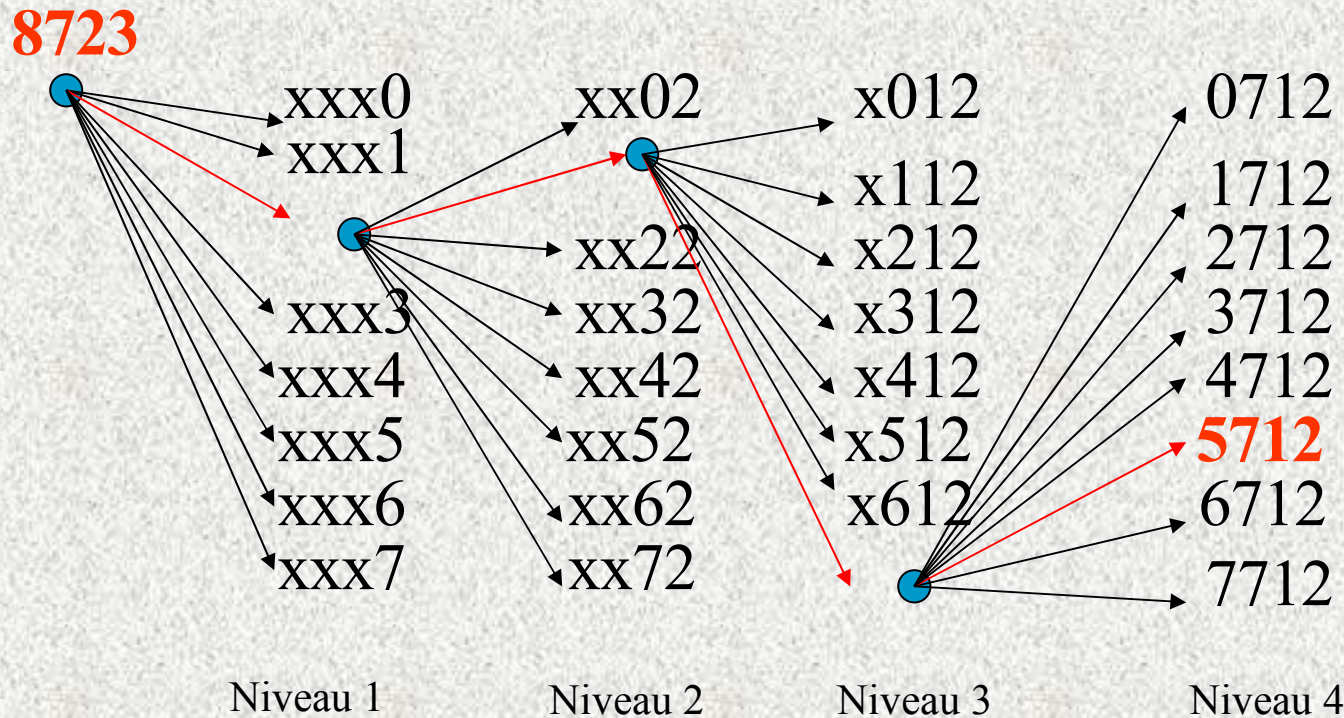 8723
xxx0 xx02 x012 0712
xxx1 x112 1712
xx22 x212 2712
xxx3 xx32 x312 3712
xxx4 xx42 x412 4712
xxx5 xx52 x512 5712
xxx6 xx62 x612 6712
xxx7 xx72 7712
Niveau 1 Niveau 2 Niveau 3 Niveau 4